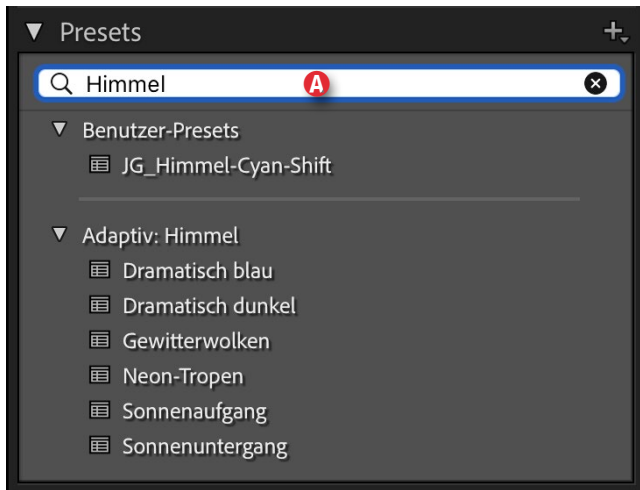 Presets
Himmel A
Benutzer-Presets
JG_Himmel-Cyan-Shift
Adaptiv: Himmel
Dramatisch blau
Dramatisch dunkel
Gewitterwolken
Neon-Tropen
Sonnenaufgang
Sonnenuntergang